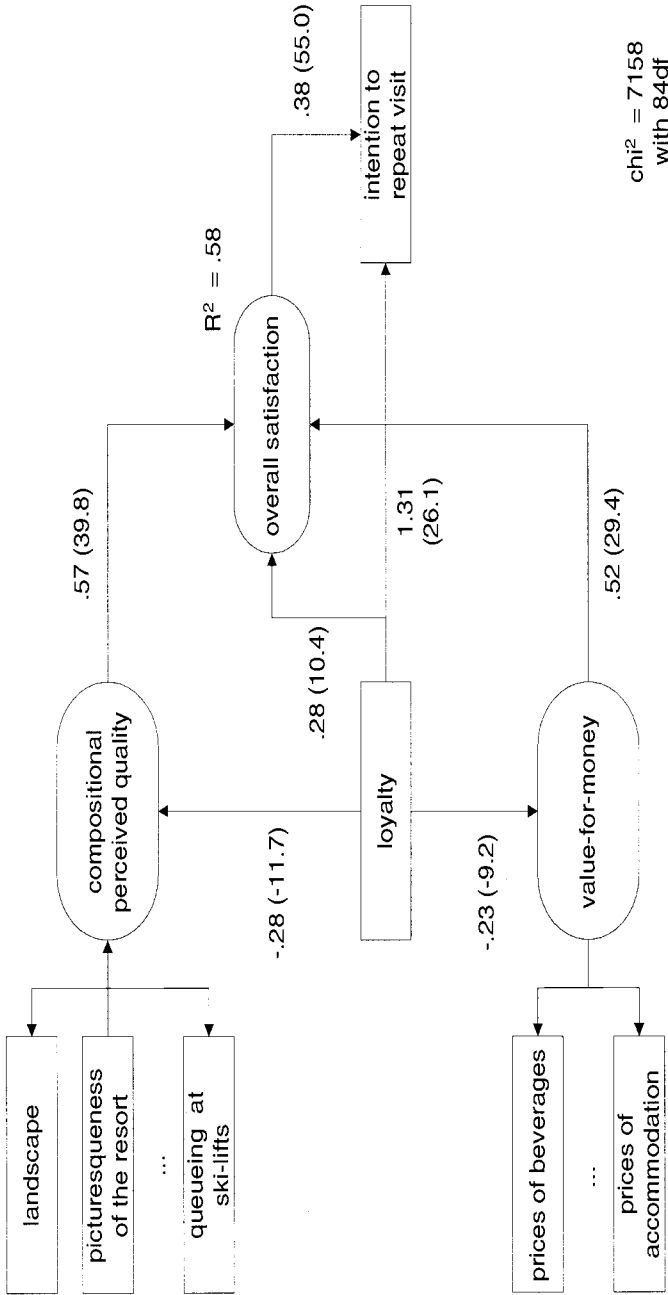 landscape
picturesqueness
of the resort
...
queueing at
ski-lifts
prices of beverages
...
prices of
accommodation
compositional
perceived quality
-.28 (-11.7)
loyalty
-.23 (-9.2)
value-for-money
.57 (39.8)
.28 (10.4)
1.31
(26.1)
.52 (29.4)
R² = .58
overall satisfaction
.38 (55.0)
intention to
repeat visit
chi² = 7158
with 84df